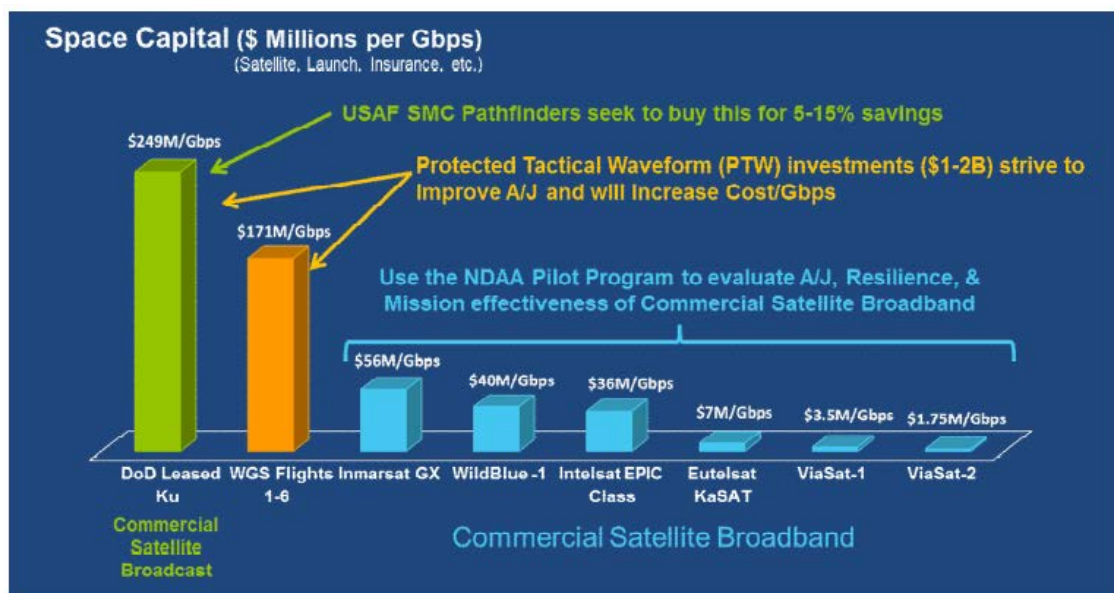 Space Capital ($ Millions per Gbps)
(Satellite, Launch, Insurance, etc.)
USAF SMC Pathfinders seek to buy this for 5-15% savings
$249M/Gbps
Protected Tactical Waveform (PTW) investments ($1-2B) strive to
Improve A/J and will Increase Cost/Gbps
$171M/Gbps
Use the NDAA Pilot Program to evaluate A/J, Resilience, &
Mission effectiveness of Commercial Satellite Broadband
$56M/Gbps
$40M/Gbps
$36M/Gbps
$7M/Gbps
$3.5M/Gbps
$1.75M/Gbps
DoD Leased
Ku
WGS Flights
1-6
Inmarsat GX
WildBlue -1
Intelsat EPIC
Class
Eutelsat
KaSAT
ViaSat-1
ViaSat-2
Commercial
Satellite
Broadcast
Commercial Satellite Broadband